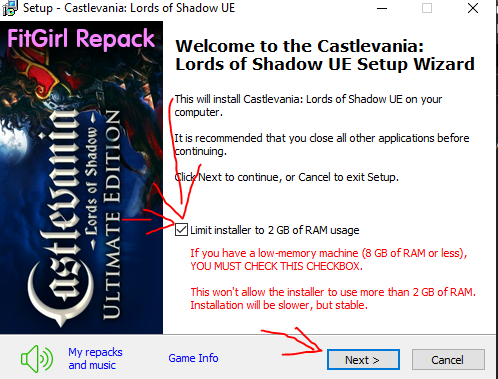 Setup - Castlevania: Lords of Shadow UE
FitGirl Repack
Castlevania
Lords of Shadow
ULTIMATE EDITION
Welcome to the Castlevania:
Lords of Shadow UE Setup Wizard
This will install Castlevania: Lords of Shadow UE on your
computer.
It is recommended that you close all other applications before
continuing.
Click Next to continue, or Cancel to exit Setup.
Limit installer to 2 GB of RAM usage
If you have a low-memory machine (8 GB of RAM or less),
YOU MUST CHECK THIS CHECKBOX.
This won't allow the installer to use more than 2 GB of RAM.
Installation will be slower, but stable.
My repacks
and music
Game Info
Next >
Cancel